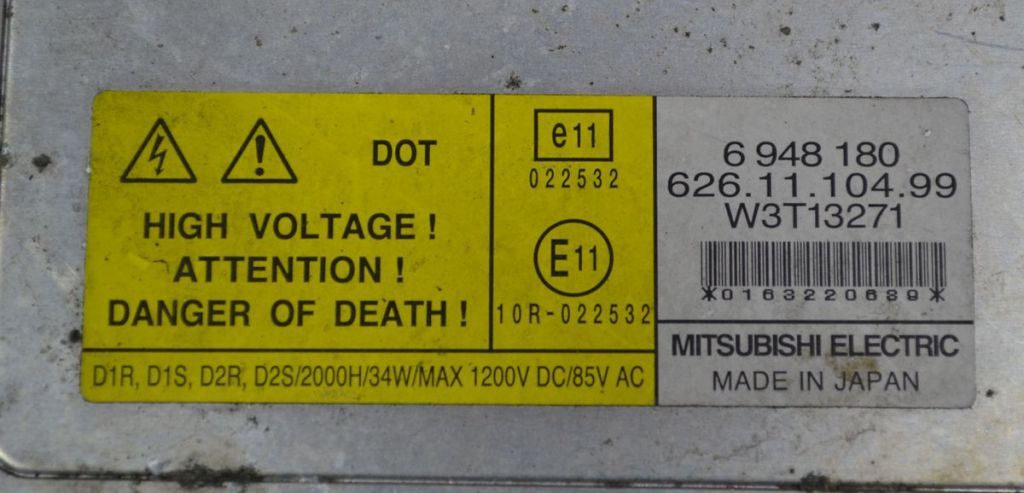 DOT
HIGH VOLTAGE !
ATTENTION !
DANGER OF DEATH !
D1R, D1S, D2R, D2S/2000H/34W/MAX 1200V DC/85V AC
e11
022532
E11
10R-022532
6 948 180
626.11.104.99
W3T13271
*0163220639*
MITSUBISHI ELECTRIC
MADE IN JAPAN